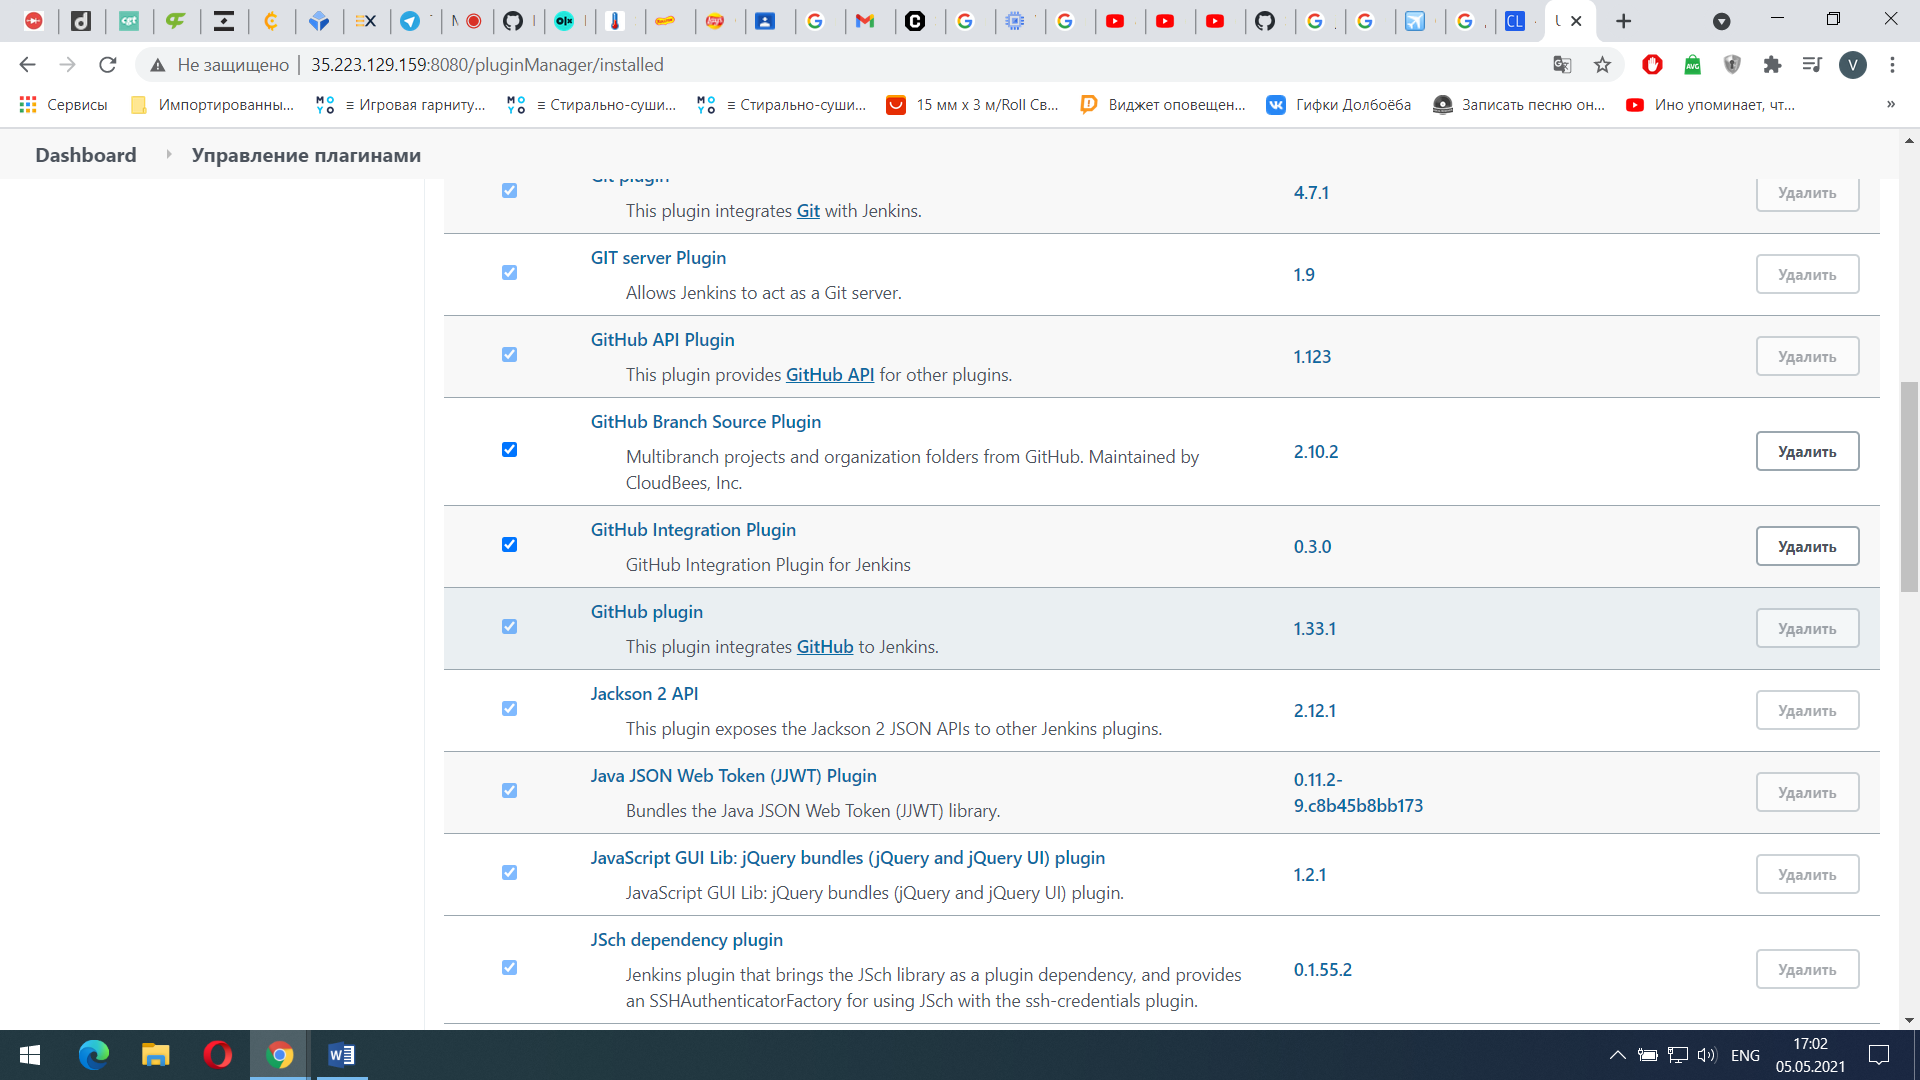 Не защищено | 35.223.129.159:8080/pluginManager/installed
V
Сервисы
Импортированны...
≡ Игровая гарниту...
≡ Стирально-суши...
≡ Стирально-суши...
15 мм x 3 м/Roll Св...
Виджет оповещен...
Гифки Долбоёба
Записать песню он...
Ино упоминает, чт...
»
Dashboard
Управление плагинами
Git plugin
This plugin integrates Git with Jenkins.
4.7.1
Удалить
GIT server Plugin
Allows Jenkins to act as a Git server.
1.9
Удалить
GitHub API Plugin
This plugin provides GitHub API for other plugins.
1.123
Удалить
GitHub Branch Source Plugin
Multibranch projects and organization folders from GitHub. Maintained by
CloudBees, Inc.
2.10.2
Удалить
GitHub Integration Plugin
GitHub Integration Plugin for Jenkins
0.3.0
Удалить
GitHub plugin
This plugin integrates GitHub to Jenkins.
1.33.1
Удалить
Jackson 2 API
This plugin exposes the Jackson 2 JSON APIs to other Jenkins plugins.
2.12.1
Удалить
Java JSON Web Token (JJWT) Plugin
Bundles the Java JSON Web Token (JJWT) library.
0.11.2-
9.c8b45b8bb173
Удалить
JavaScript GUI Lib: jQuery bundles (jQuery and jQuery UI) plugin
JavaScript GUI Lib: jQuery bundles (jQuery and jQuery UI) plugin.
1.2.1
Удалить
JSch dependency plugin
Jenkins plugin that brings the JSch library as a plugin dependency, and provides
an SSHAuthenticatorFactory for using JSch with the ssh-credentials plugin.
0.1.55.2
Удалить
ENG
17:02
05.05.2021